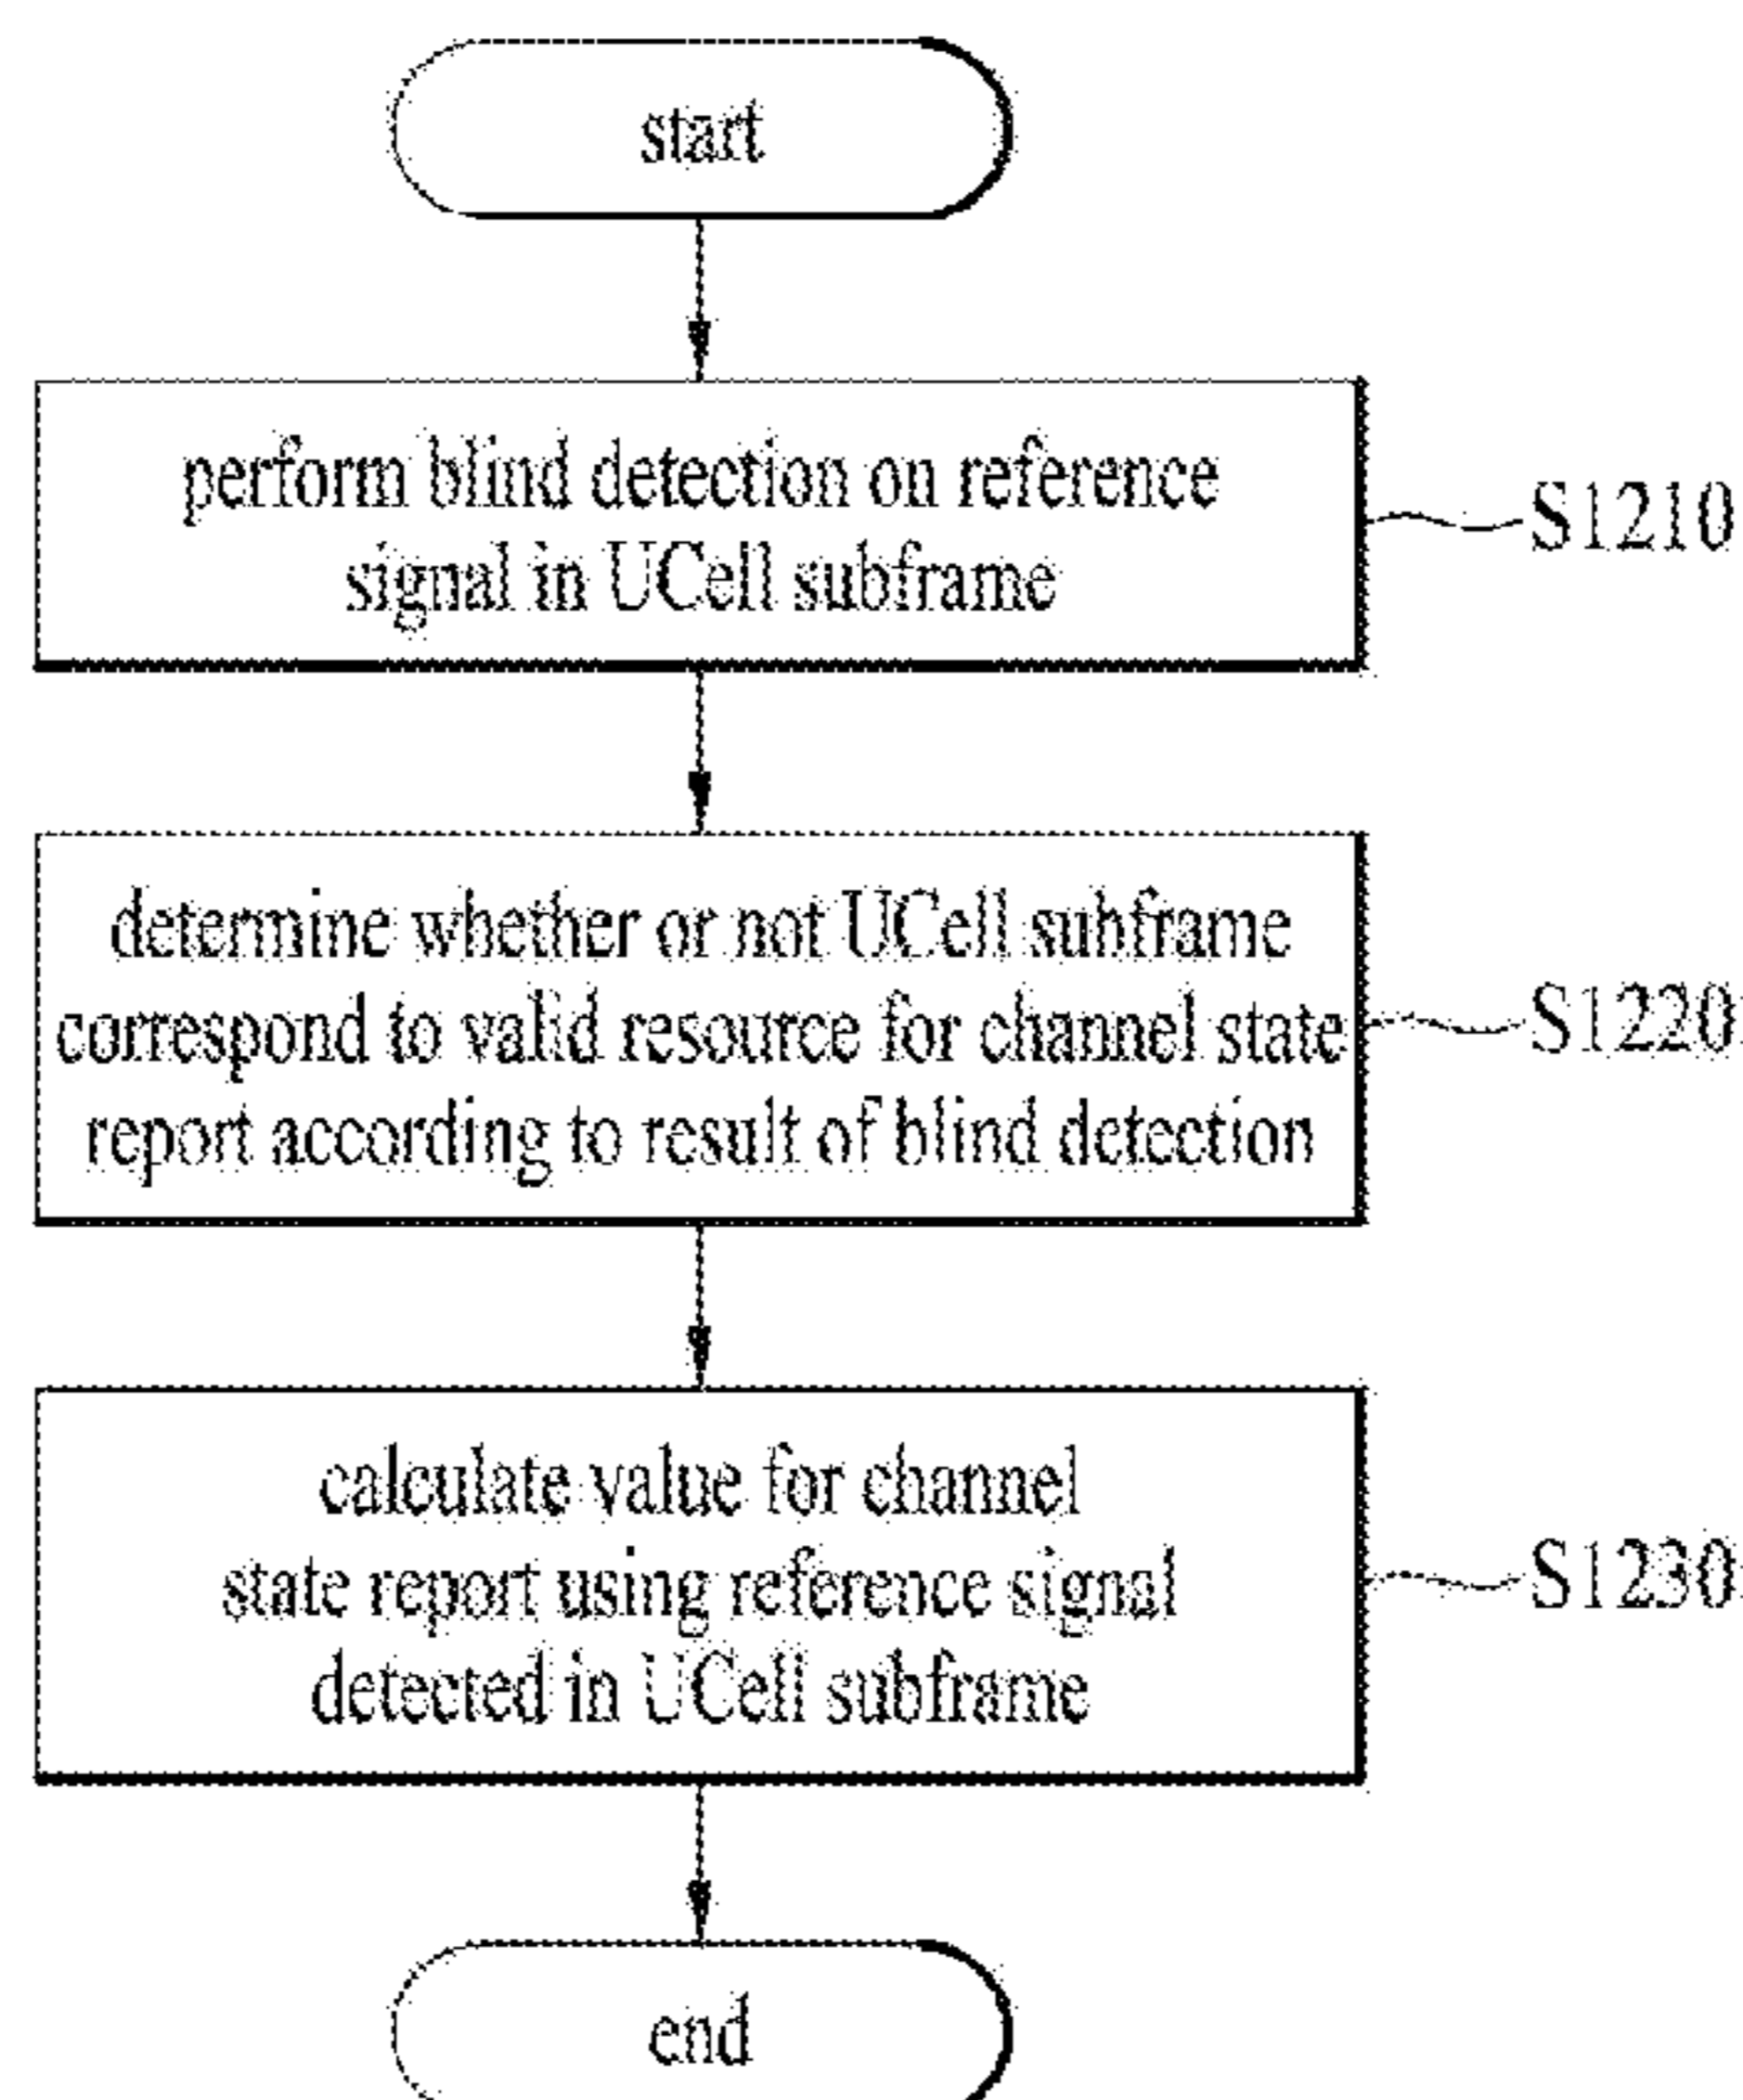 start
perform blind detection on reference
signal in UCell subframe
S1210
determine whether or not UCell subframe
correspond to valid resource for channel state
report according to result of blind detection
S1220
calculate value for channel
state report using reference signal
detected in UCell subframe
S1230
end